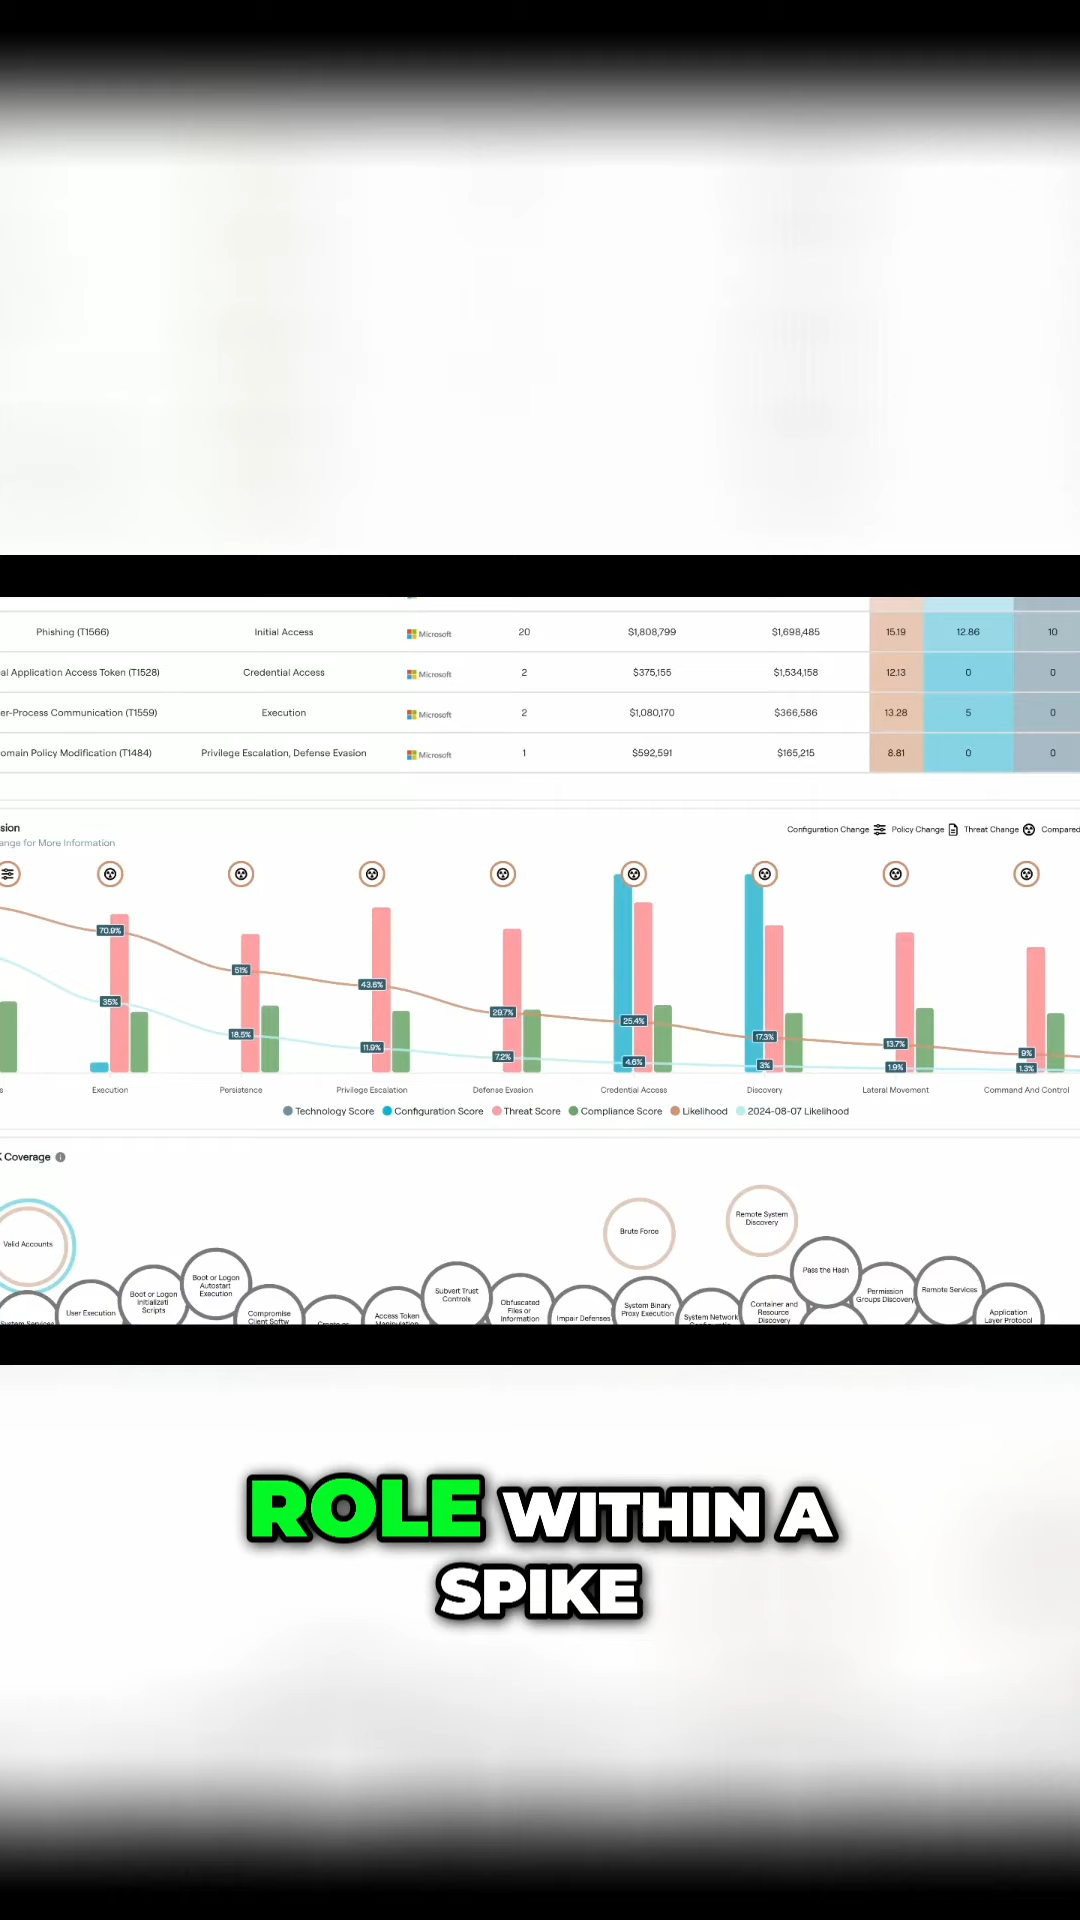 Phishing (T1566) Initial Access Microsoft 20 $1,808,799 $1,698,485 15.19 12.86 10
al Application Access Token (T1528) Credential Access Microsoft 2 $375,155 $1,534,158 12.13 0 0
er-Process Communication (T1559) Execution Microsoft 2 $1,080,170 $366,586 13.28 5 0
omain Policy Modification (T1484) Privilege Escalation, Defense Evasion Microsoft 1 $592,591 $165,215 8.81 0 0
sion
ange for More Information
Configuration Change Policy Change Threat Change Compared
70.9% 51% 43.6% 29.7% 25.4% 17.3% 13.7% 9%
35% 18.5% 11.9% 7.2% 4.6% 3% 1.9% 1.3%
s Execution Persistence Privilege Escalation Defense Evasion Credential Access Discovery Lateral Movement Command And Control
Technology Score Configuration Score Threat Score Compliance Score Likelihood 2024-08-07 Likelihood
K Coverage
Valid Accounts
Brute Force
Remote System
Discovery
Pass the Hash
Boot or Logon
Autostart
Execution
Boot or Logon
Initializati
Scripts
User Execution
System Services
Compromise
Client Softw
Access Token
Subvert Trust
Controls
Obfuscated
Files or
Information
Impair Defenses
System Binary
Proxy Execution
System Network
Container and
Resource
Discovery
Permission
Groups Discovery
Remote Services
Application
Layer Protocol
ROLE WITHIN A
SPIKE